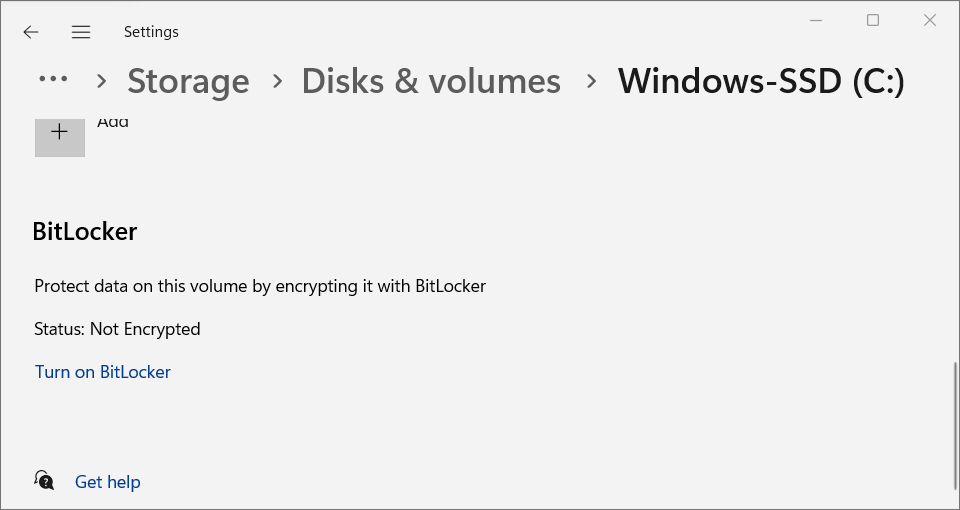 Settings
... > Storage > Disks & volumes > Windows-SSD (C:)
Add
BitLocker
Protect data on this volume by encrypting it with BitLocker
Status: Not Encrypted
Turn on BitLocker
Get help